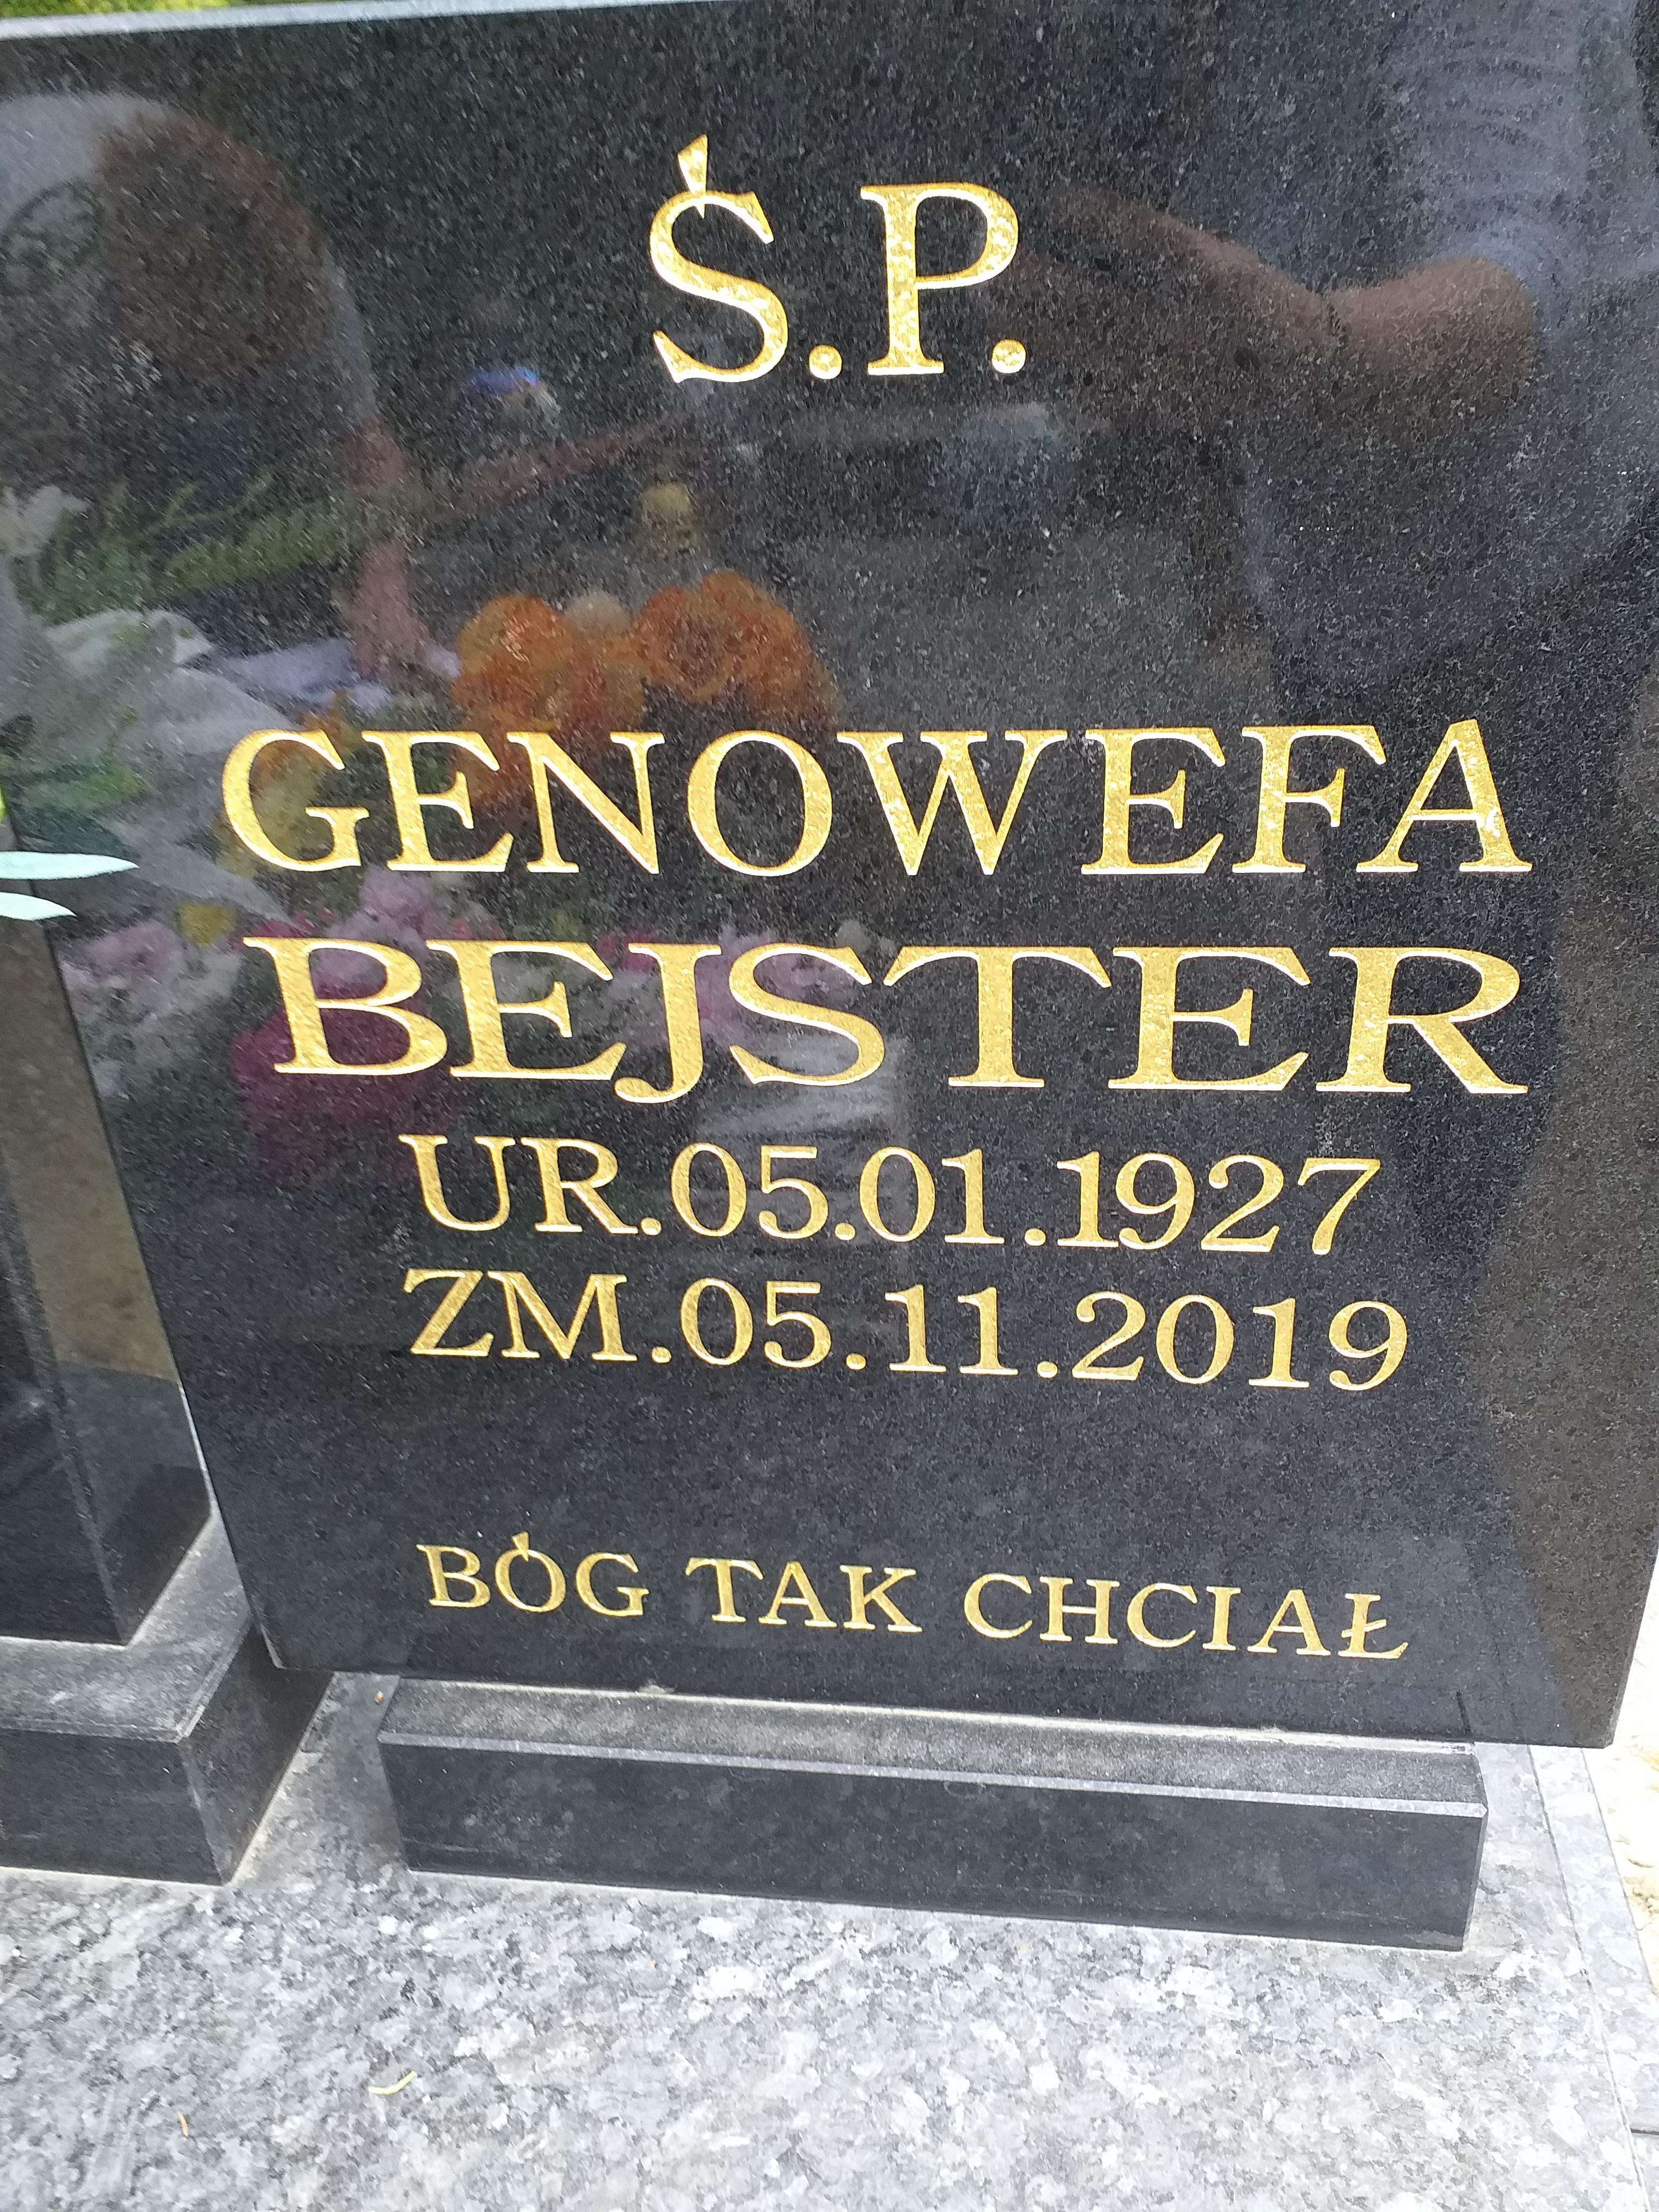 Ś.P.
GENOWEFA
BEJSTER
UR.05.01.1927
ZM.05.11.2019
BÓG TAK CHCIAŁ